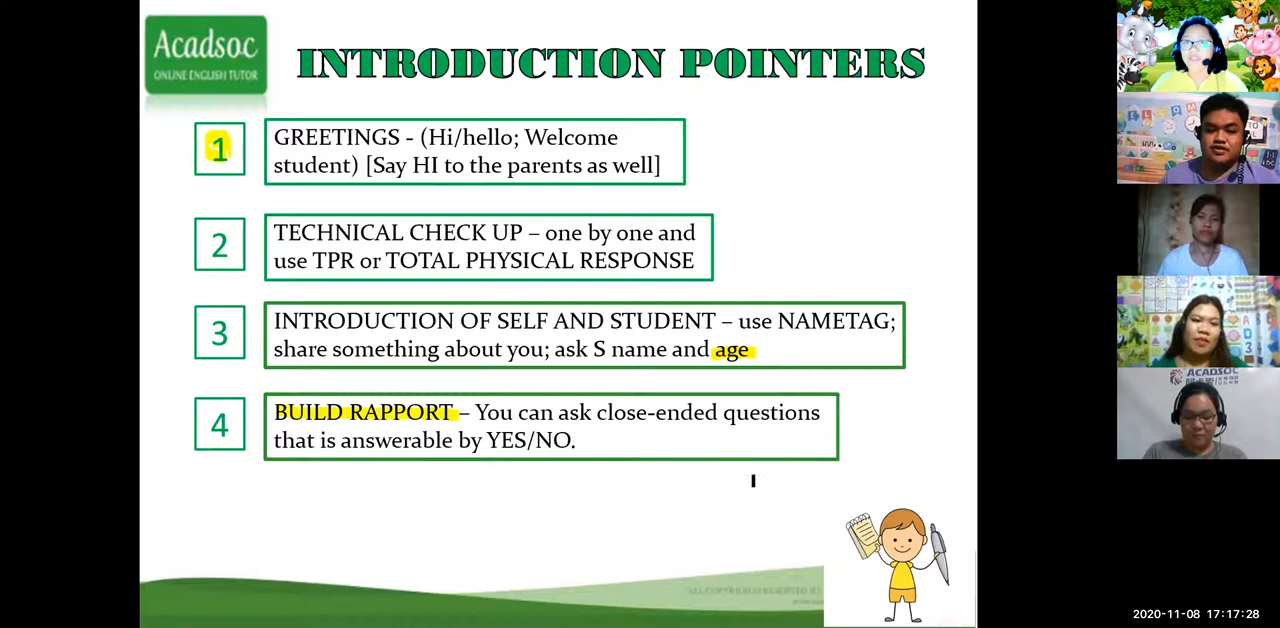 Acadsoc
ONLINE ENGLISH TUTOR
INTRODUCTION POINTERS
1
GREETINGS - (Hi/hello; Welcome
student) [Say HI to the parents as well]
2
TECHNICAL CHECK UP – one by one and
use TPR or TOTAL PHYSICAL RESPONSE
3
INTRODUCTION OF SELF AND STUDENT – use NAMETAG;
share something about you; ask S name and age
4
BUILD RAPPORT – You can ask close-ended questions
that is answerable by YES/NO.
ACADSOC
2020-11-08 17:17:28